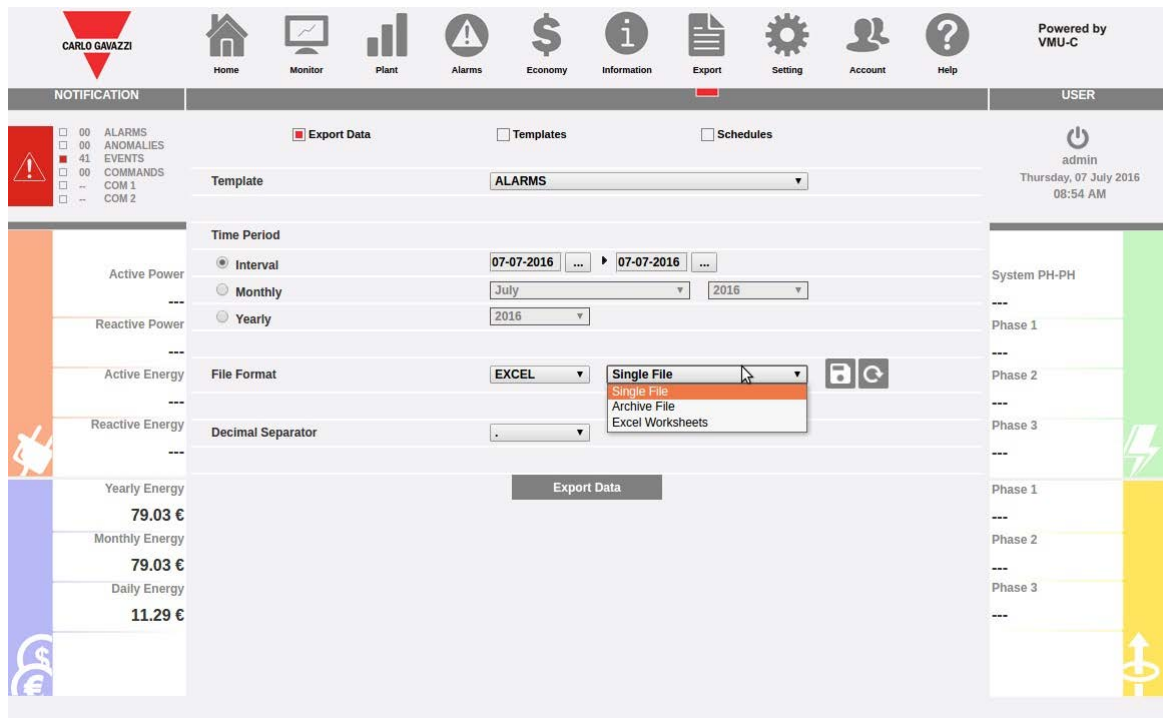 CARLO GAVAZZI
Home
Monitor
Plant
Alarms
Economy
Information
Export
Setting
Account
Help
Powered by
VMU-C
NOTIFICATION
USER
00 ALARMS
00 ANOMALIES
41 EVENTS
00 COMMANDS
-- COM 1
-- COM 2
Export Data
Templates
Schedules
admin
Thursday, 07 July 2016
08:54 AM
Template
ALARMS
Time Period
Interval
07-07-2016 ... 07-07-2016 ...
Monthly
July 2016
Yearly
2016
File Format
EXCEL
Single File
Single File
Archive File
Excel Worksheets
Decimal Separator
.
Export Data
Active Power
---
Reactive Power
---
Active Energy
---
Reactive Energy
---
Yearly Energy
79.03 €
Monthly Energy
79.03 €
Daily Energy
11.29 €
$
€
System PH-PH
---
Phase 1
---
Phase 2
---
Phase 3
---
Phase 1
---
Phase 2
---
Phase 3
---